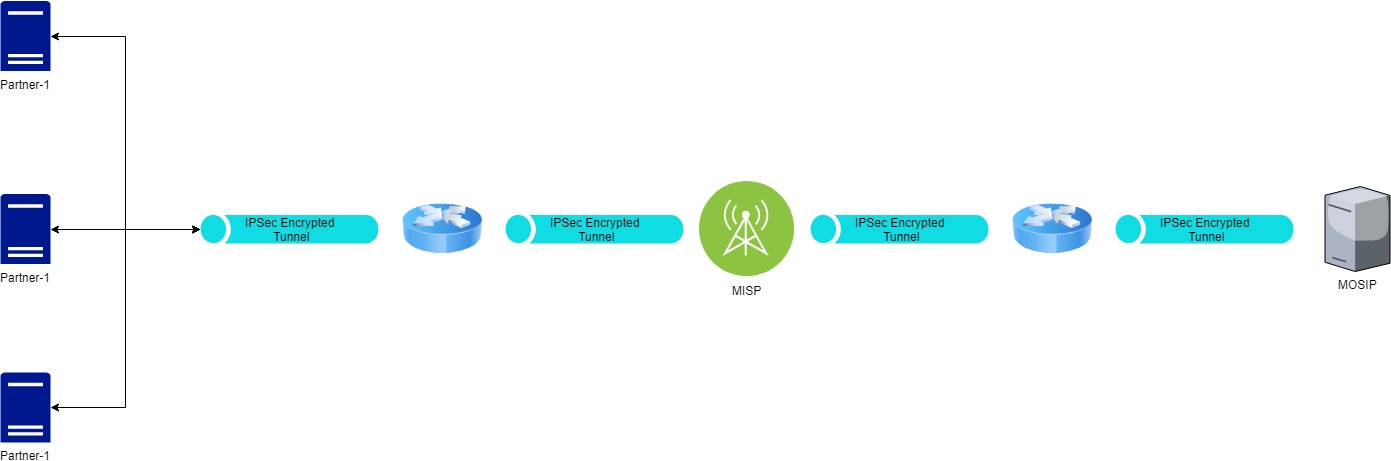 Partner-1
IPSec Encrypted
Tunnel
IPSec Encrypted
Tunnel
IPSec Encrypted
Tunnel
IPSec Encrypted
Tunnel
Partner-1
MISP
MOSIP
Partner-1